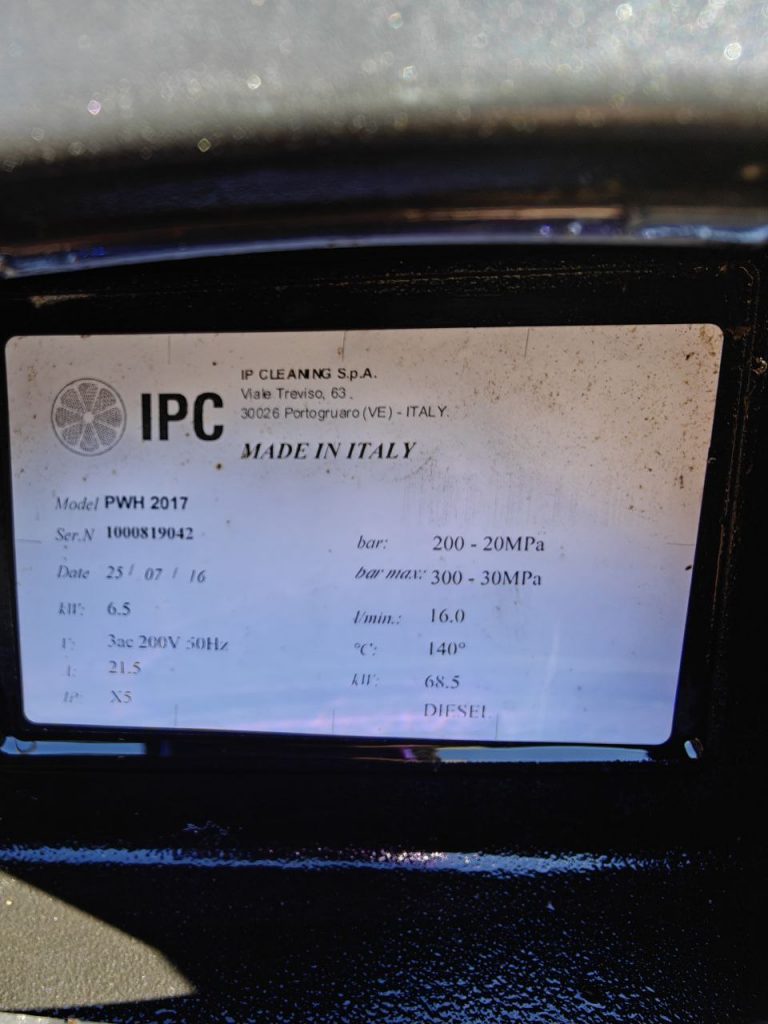 IPC
IP CLEANING S.p.A.
Viale Treviso, 63
30026 Portogruaro (VE) - ITALY.
MADE IN ITALY
Model PWH 2017
Ser.N 1000819042
Date 25 / 07 / 16
kW: 6.5
3ac 200V 50Hz
21.5
IP: X5
bar: 200 - 20MPa
bar max: 300 - 30MPa
l/min.: 16.0
°C: 140°
kW: 68.5
DIESEL